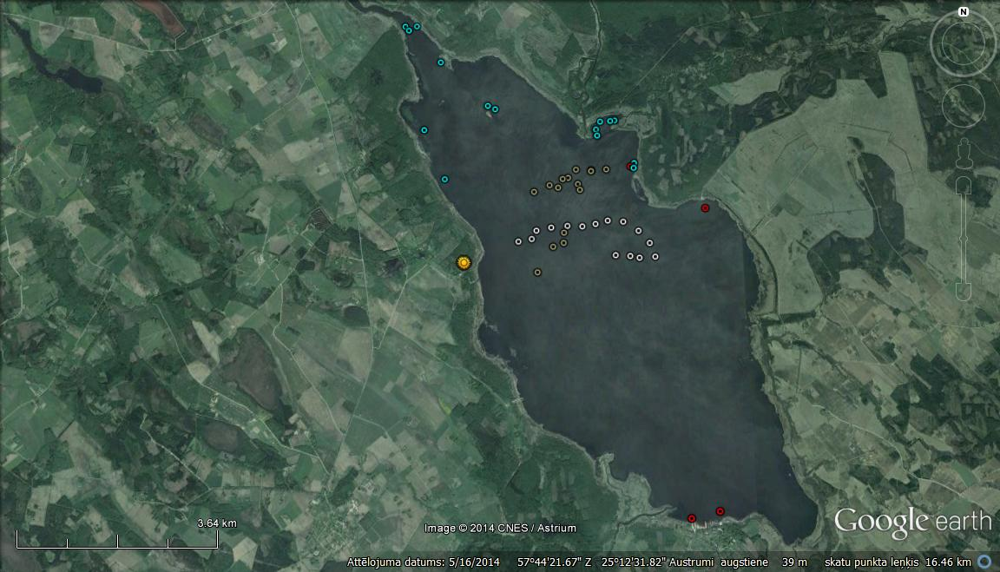 N
3.64 km
Image © 2014 CNES / Astrium
Google earth
Attēlojuma datums: 5/16/2014 57°44'21.67" Z 25°12'31.82" Austrumi augstiene 39 m skatu punkta leņķis 16.46 km